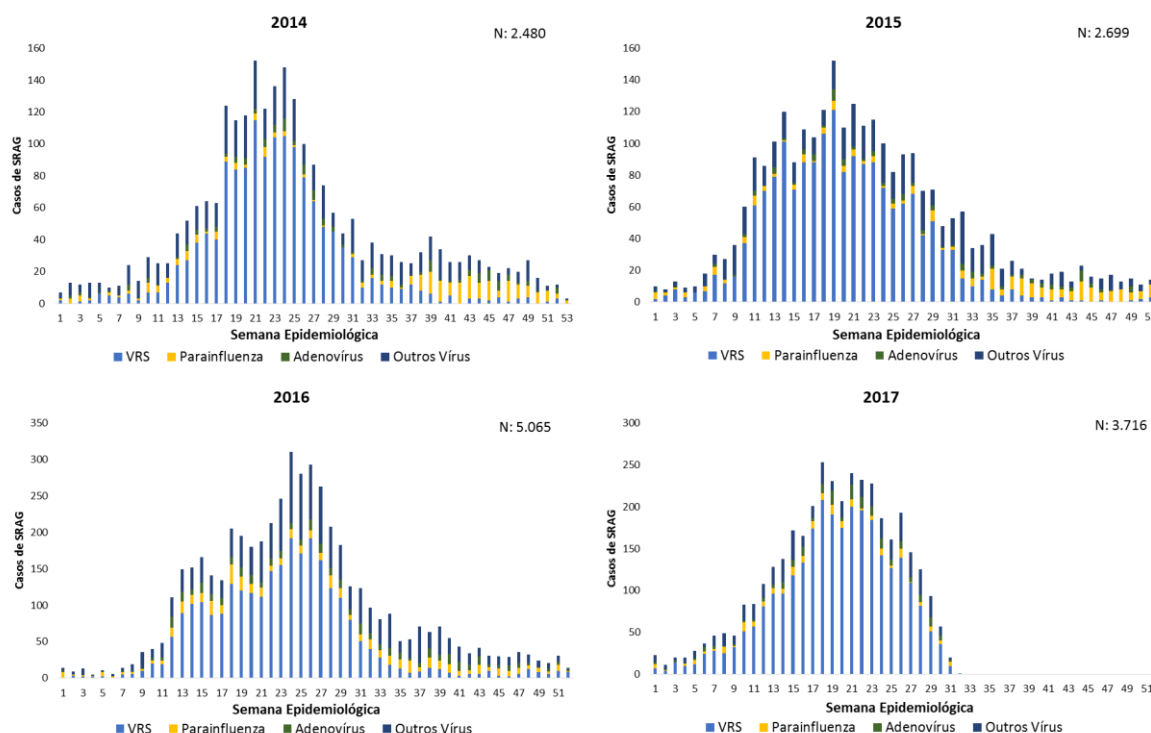 2014
N: 2.480
160
140
120
100
80
60
40
20
0
Casos de SRAG
1 3 5 7 9 11 13 15 17 19 21 23 25 27 29 31 33 35 37 39 41 43 45 47 49 51 53
Semana Epidemiológica
VRS Parainfluenza Adenovírus Outros Vírus
2015
N: 2.699
160
140
120
100
80
60
40
20
0
Casos de SRAG
1 3 5 7 9 11 13 15 17 19 21 23 25 27 29 31 33 35 37 39 41 43 45 47 49
Semana Epidemiológica
VRS Parainfluenza Adenovírus Outros Vírus
2016
N: 5.065
350
300
250
200
150
100
50
0
Casos de SRAG
1 3 5 7 9 11 13 15 17 19 21 23 25 27 29 31 33 35 37 39 41 43 45 47 49 51
Semana Epidemiológica
VRS Parainfluenza Adenovírus Outros Vírus
2017
N: 3.716
300
250
200
150
100
50
0
Casos de SRAG
1 3 5 7 9 11 13 15 17 19 21 23 25 27 29 31 33 35 37 39 41 43 45 47 49 51
Semana Epidemiológica
VRS Parainfluenza Adenovírus Outros Vírus